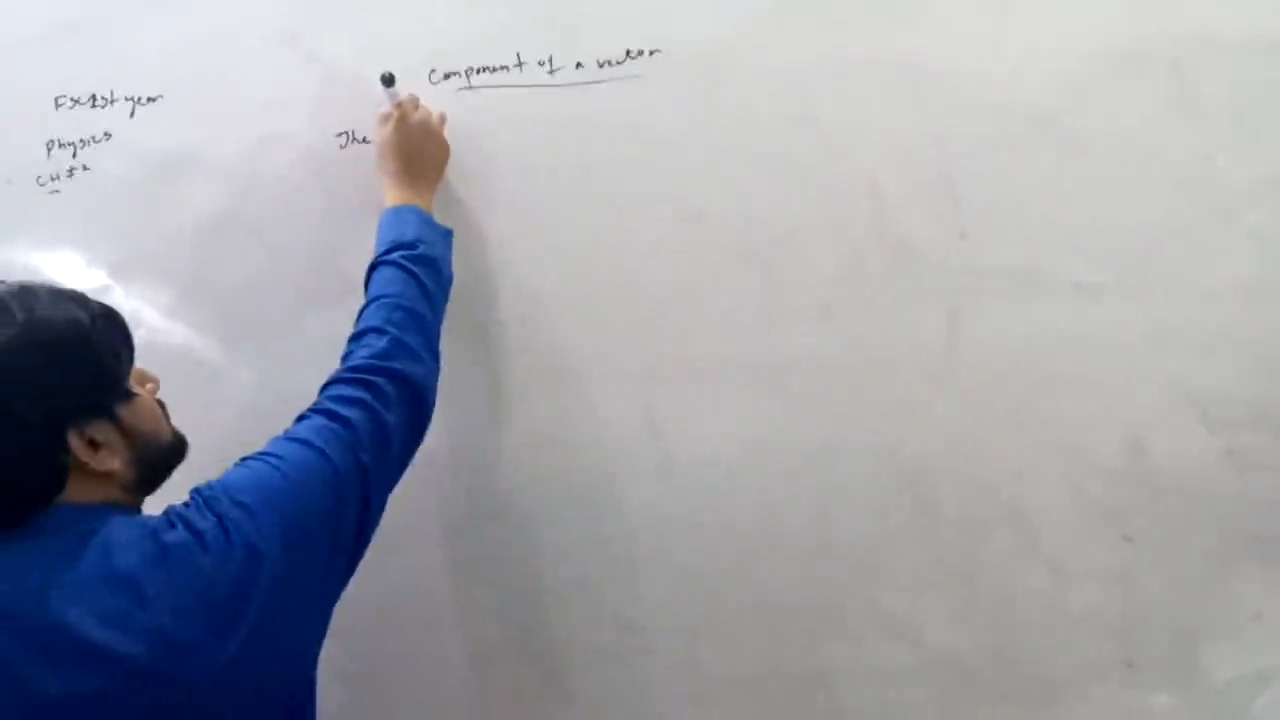 Component of a vector
FSc 1st year
Physics
CH # 2
The